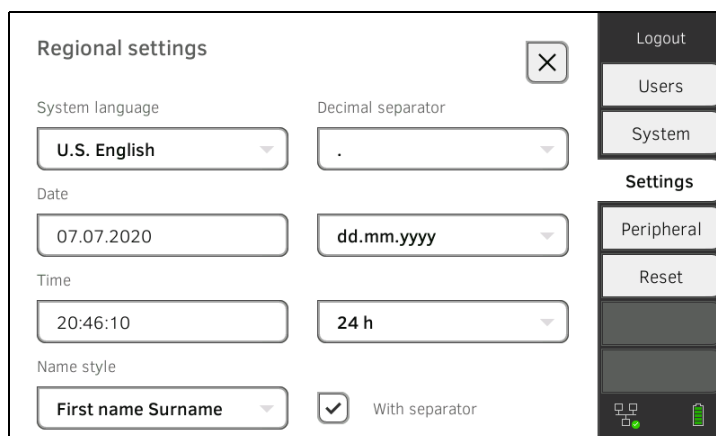 Regional settings
System language
Decimal separator
U.S. English
.
Date
07.07.2020
dd.mm.yyyy
Time
20:46:10
24 h
Name style
First name Surname
With separator
Logout
Users
System
Settings
Peripheral
Reset